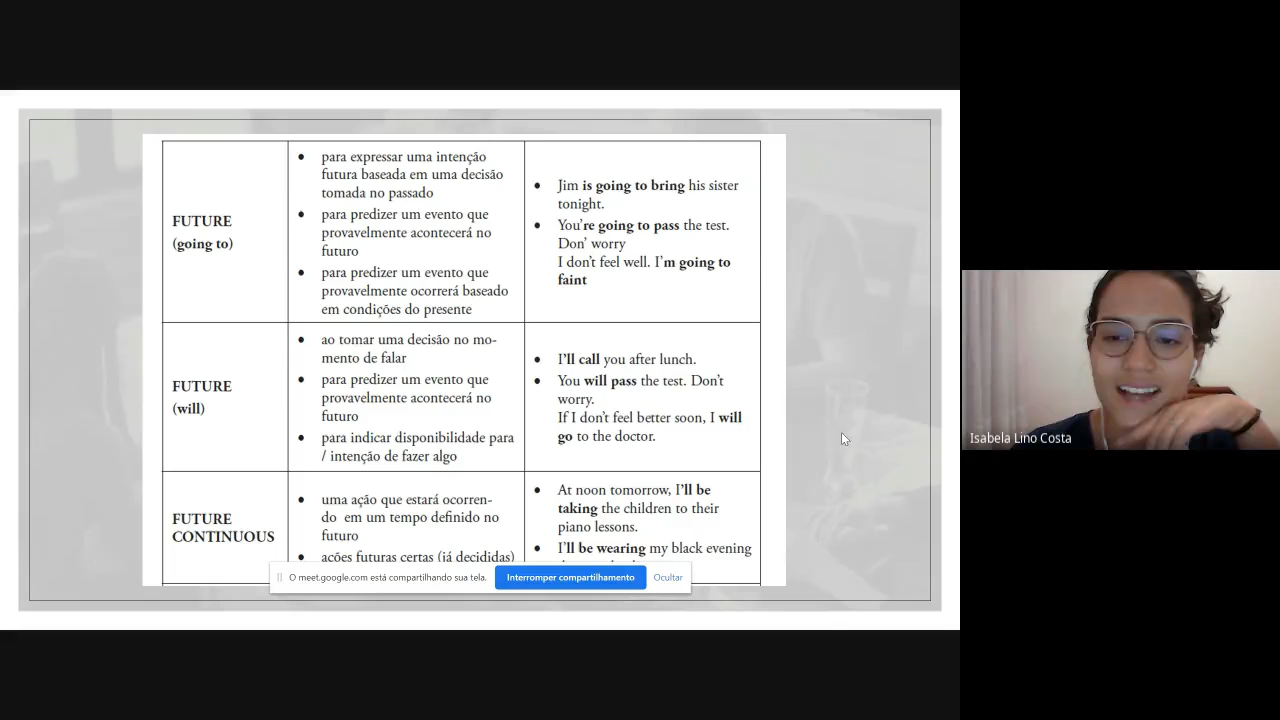 FUTURE
(going to)
• para expressar uma intenção
futura baseada em uma decisão
tomada no passado
• para predizer um evento que
provavelmente acontecerá no
futuro
• para predizer um evento que
provavelmente ocorrerá baseado
em condições do presente
• Jim is going to bring his sister
tonight.
• You're going to pass the test.
Don' worry
I don't feel well. I'm going to
faint
FUTURE
(will)
• ao tomar uma decisão no mo-
mento de falar
• para predizer um evento que
provavelmente acontecerá no
futuro
• para indicar disponibilidade para
/ intenção de fazer algo
• I'll call you after lunch.
• You will pass the test. Don't
worry.
If I don't feel better soon, I will
go to the doctor.
FUTURE
CONTINUOUS
• uma ação que estará ocorren-
do em um tempo definido no
futuro
• ações futuras certas (já decididas)
• At noon tomorrow, I'll be
taking the children to their
piano lessons.
• I'll be wearing my black evening
O meet.google.com está compartilhando sua tela.
Interromper compartilhamento
Ocultar
Isabela Lino Costa